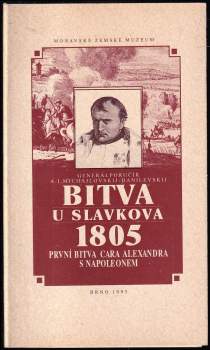 MORAVSKÉ ZEMSKÉ MUZEUM
GENERÁLPORUČÍK
A. I. MICHAJLOVSKIJ-DANILEVSKIJ
BITVA
U SLAVKOVA
1805
PRVNÍ BITVA CARA ALEXANDRA
S NAPOLEONEM
BRNO 1995